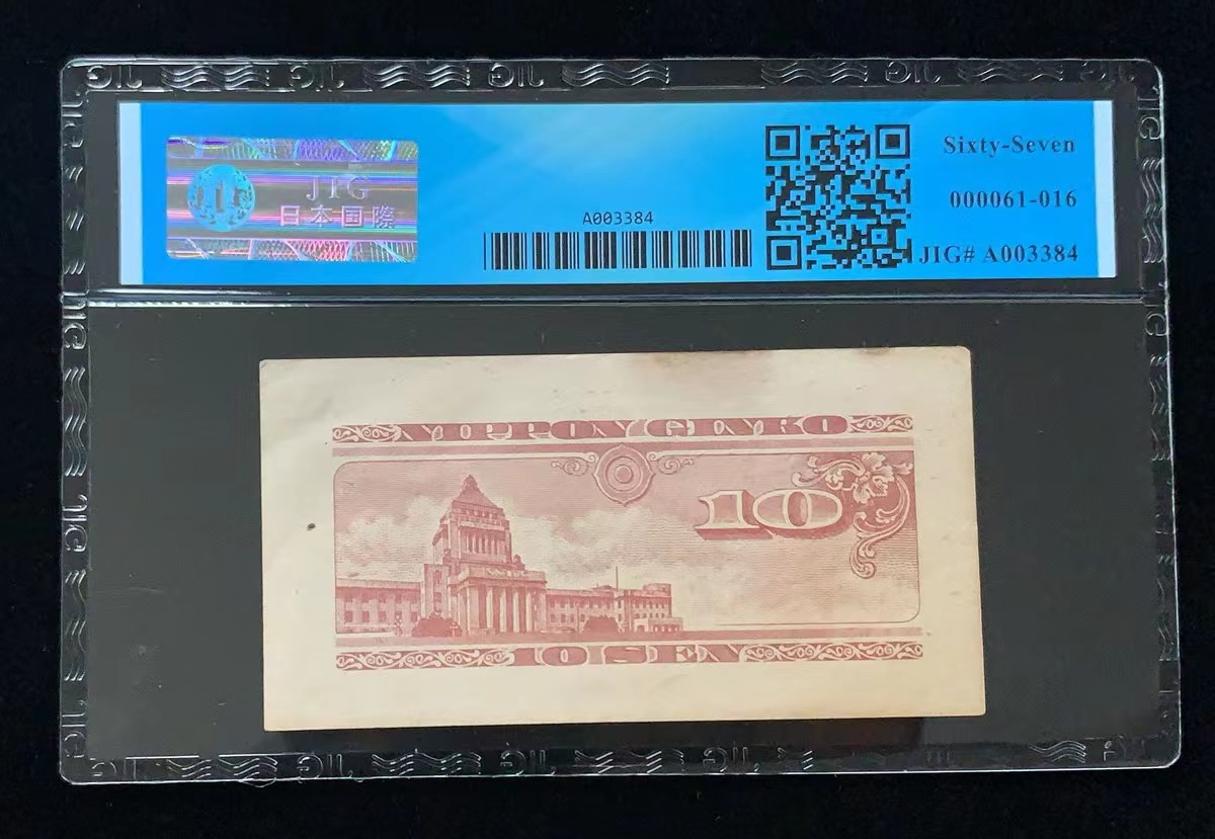 JIG
日本国際
A003384
Sixty-Seven
000061-016
JIG# A003384
NIPPON GINKO
10
10 SEN